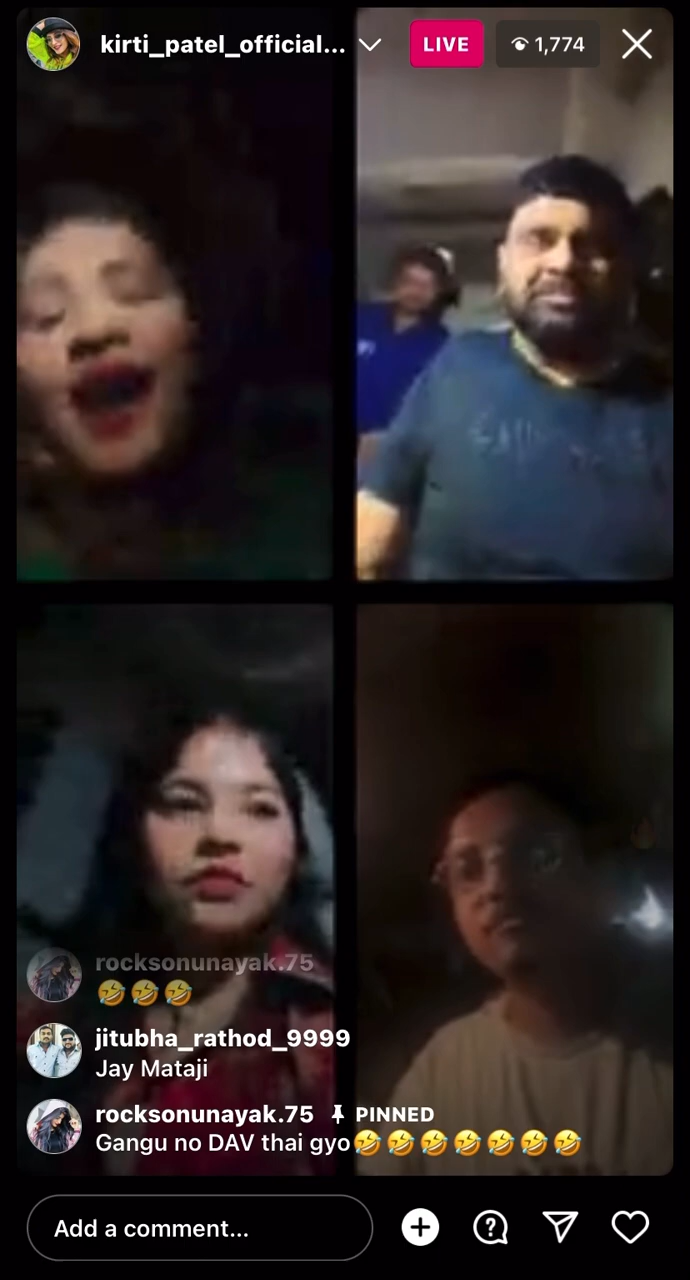 kirti_patel_official...
LIVE
1,774
rocksonunayak.75
🤣🤣🤣
jitubha_rathod_9999
Jay Mataji
rocksonunayak.75 PINNED
Gangu no DAV thai gyo🤣🤣🤣🤣🤣🤣🤣
Add a comment...